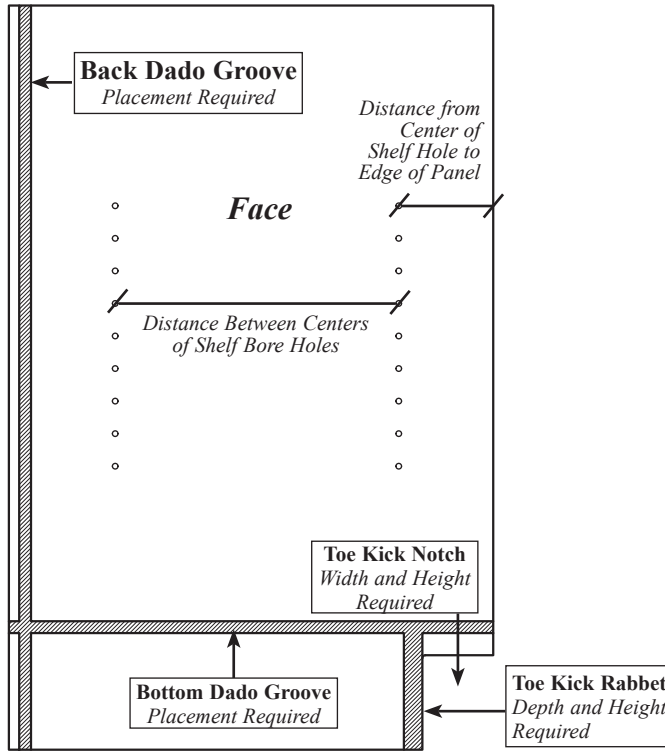 Back Dado Groove
Placement Required
Distance from
Center of
Shelf Hole to
Edge of Panel
Face
Distance Between Centers
of Shelf Bore Holes
Toe Kick Notch
Width and Height
Required
Bottom Dado Groove
Placement Required
Toe Kick Rabbet
Depth and Height
Required